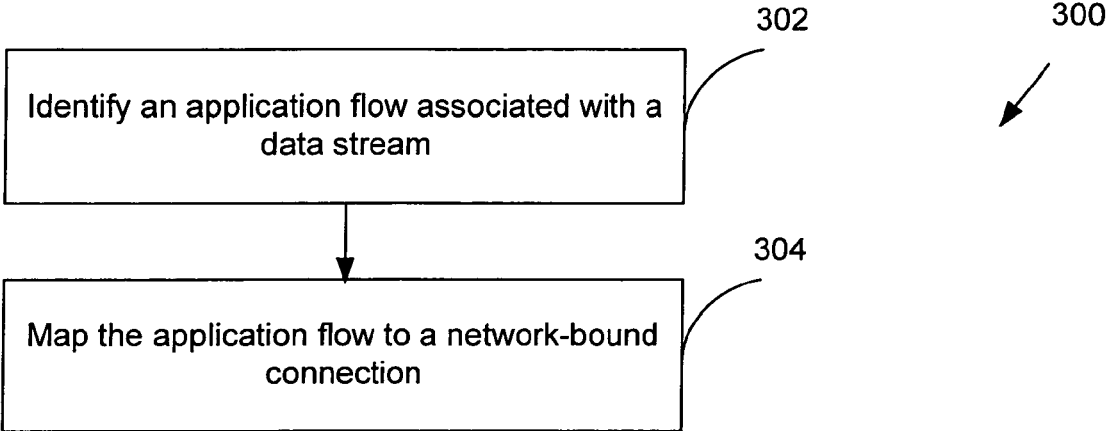 302
300
Identify an application flow associated with a
data stream
304
Map the application flow to a network-bound
connection